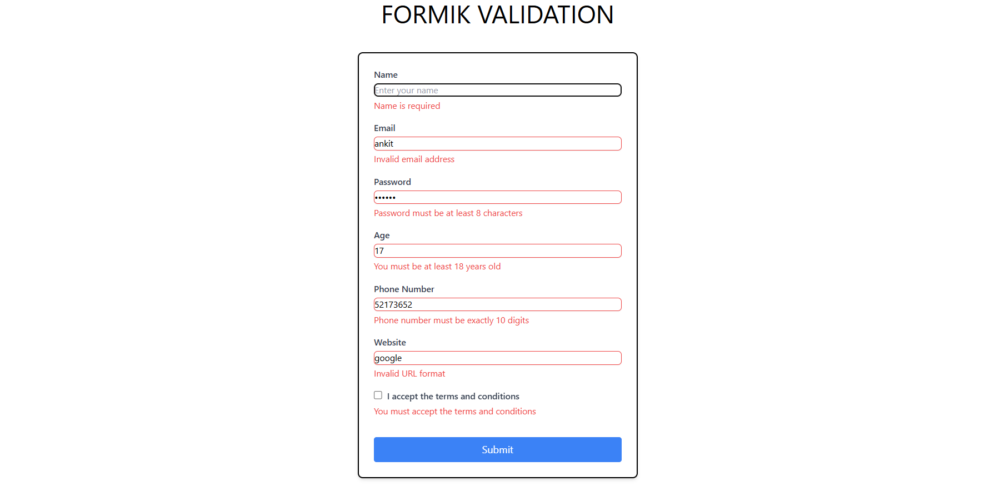 FORMIK VALIDATION
Name
Enter your name
Name is required
Email
ankit
Invalid email address
Password
••••••
Password must be at least 8 characters
Age
17
You must be at least 18 years old
Phone Number
52173652
Phone number must be exactly 10 digits
Website
google
Invalid URL format
I accept the terms and conditions
You must accept the terms and conditions
Submit